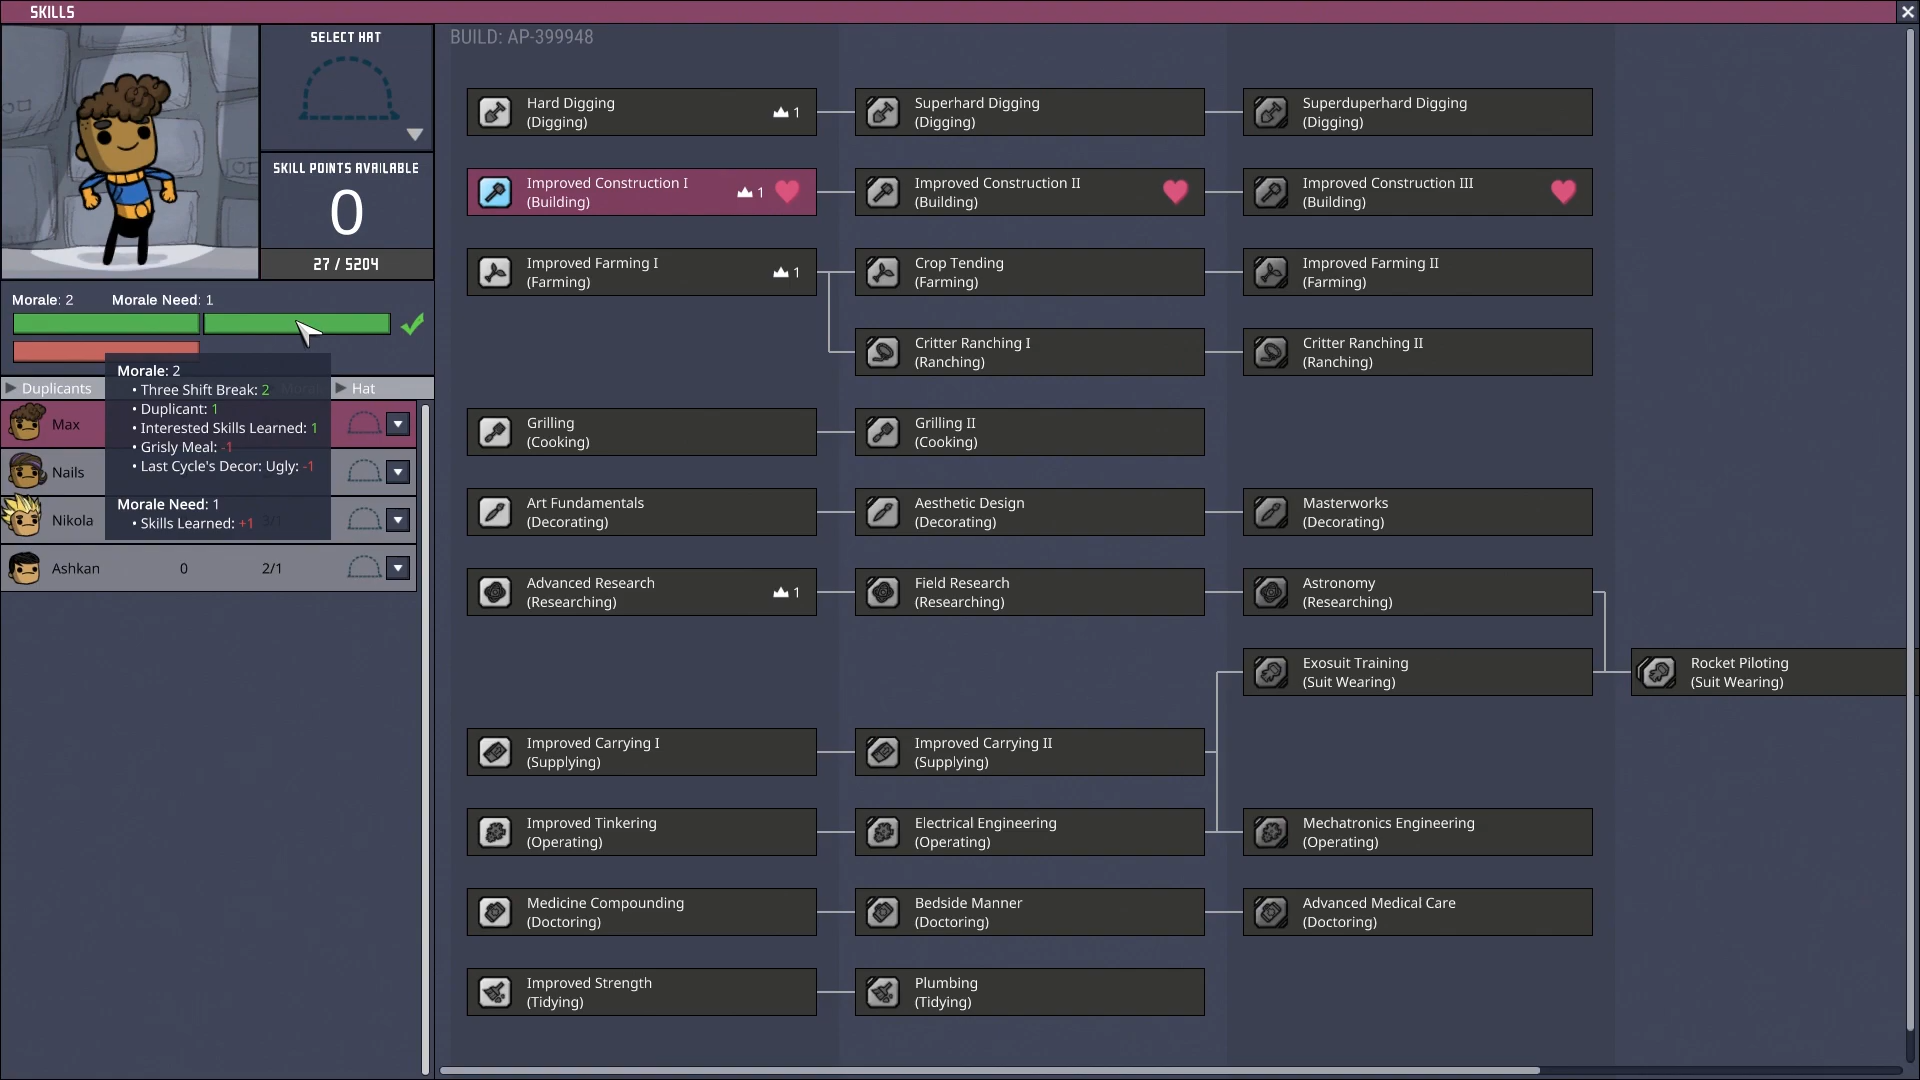 SKILLS
SELECT HAT
SKILL POINTS AVAILABLE
0
27 / 5204
Morale: 2 Morale Need: 1
Duplicants
Hat
Max
Nails
Nikola
Ashkan 0 2/1
Morale: 2
• Three Shift Break: 2
• Duplicant: 1
• Interested Skills Learned: 1
• Grisly Meal: -1
• Last Cycle's Decor: Ugly: -1
Morale Need: 1
• Skills Learned: +1
BUILD: AP-399948
Hard Digging
(Digging)
1
Superhard Digging
(Digging)
Superduperhard Digging
(Digging)
Improved Construction I
(Building)
1
Improved Construction II
(Building)
Improved Construction III
(Building)
Improved Farming I
(Farming)
1
Crop Tending
(Farming)
Improved Farming II
(Farming)
Critter Ranching I
(Ranching)
Critter Ranching II
(Ranching)
Grilling
(Cooking)
Grilling II
(Cooking)
Art Fundamentals
(Decorating)
Aesthetic Design
(Decorating)
Masterworks
(Decorating)
Advanced Research
(Researching)
1
Field Research
(Researching)
Astronomy
(Researching)
Exosuit Training
(Suit Wearing)
Rocket Piloting
(Suit Wearing)
Improved Carrying I
(Supplying)
Improved Carrying II
(Supplying)
Improved Tinkering
(Operating)
Electrical Engineering
(Operating)
Mechatronics Engineering
(Operating)
Medicine Compounding
(Doctoring)
Bedside Manner
(Doctoring)
Advanced Medical Care
(Doctoring)
Improved Strength
(Tidying)
Plumbing
(Tidying)